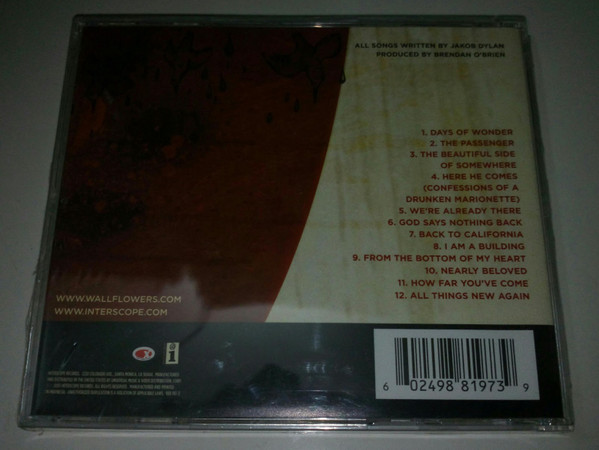 ALL SONGS WRITTEN BY JAKOB DYLAN
PRODUCED BY BRENDAN O'BRIEN
1. DAYS OF WONDER
2. THE PASSENGER
3. THE BEAUTIFUL SIDE
OF SOMEWHERE
4. HERE HE COMES
(CONFESSIONS OF A
DRUNKEN MARIONETTE)
5. WE'RE ALREADY THERE
6. GOD SAYS NOTHING BACK
7. BACK TO CALIFORNIA
8. I AM A BUILDING
9. FROM THE BOTTOM OF MY HEART
10. NEARLY BELOVED
11. HOW FAR YOU'VE COME
12. ALL THINGS NEW AGAIN
WWW.WALLFLOWERS.COM
WWW.INTERSCOPE.COM
i
6 02498 81973 9